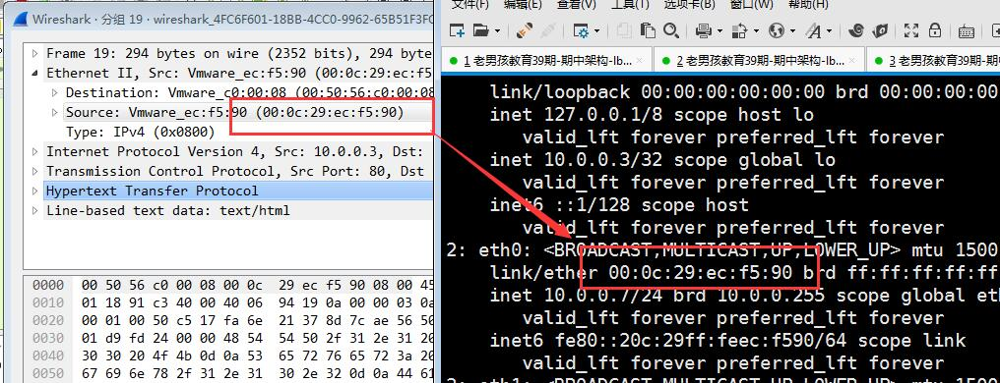 Wireshark · 分组 19 · wireshark_4FC6F601-18BB-4CC0-9962-65B51F3FC
Frame 19: 294 bytes on wire (2352 bits), 294 byte
Ethernet II, Src: Vmware_ec:f5:90 (00:0c:29:ec:f5
Destination: Vmware_c0:00:08 (00:50:56:c0:00:08
Source: Vmware_ec:f5:90 (00:0c:29:ec:f5:90)
Type: IPv4 (0x0800)
Internet Protocol Version 4, Src: 10.0.0.3, Dst:
Transmission Control Protocol, Src Port: 80, Dst
Hypertext Transfer Protocol
Line-based text data: text/html
0000 00 50 56 c0 00 08 00 0c 29 ec f5 90 08 00 45
0010 01 18 91 c3 40 00 40 06 94 19 0a 00 00 03 0a
0020 00 01 00 50 c5 17 fa 6e 21 37 8d 7c ae 56 50
0030 01 d9 fd 24 00 00 48 54 54 50 2f 31 2e 31 20
0040 30 30 20 4f 4b 0d 0a 53 65 72 76 65 72 3a 20
0050 67 69 6e 78 2f 31 2e 31 30 2e 32 0d 0a 44 61
文件(F) 编辑(E) 查看(V) 工具(T) 选项卡(B) 窗口(W) 帮助(H)
1 老男孩教育39期-期中架构-lb...
2 老男孩教育39期-期中架构-lb...
3 老男孩教育39期-期
link/loopback 00:00:00:00:00:00 brd 00:00:00
inet 127.0.0.1/8 scope host lo
valid_lft forever preferred_lft forever
inet 10.0.0.3/32 scope global lo
valid_lft forever preferred_lft forever
inet6 ::1/128 scope host
valid_lft forever preferred_lft forever
2: eth0: <BROADCAST,MULTICAST,UP,LOWER_UP> mtu 1500
link/ether 00:0c:29:ec:f5:90 brd ff:ff:ff:ff:ff
inet 10.0.0.7/24 brd 10.0.0.255 scope global eth
valid_lft forever preferred_lft forever
inet6 fe80::20c:29ff:feec:f590/64 scope link
valid_lft forever preferred_lft forever
3: eth1: <BROADCAST,MULTICAST,UP,LOWER_UP> mtu 1500